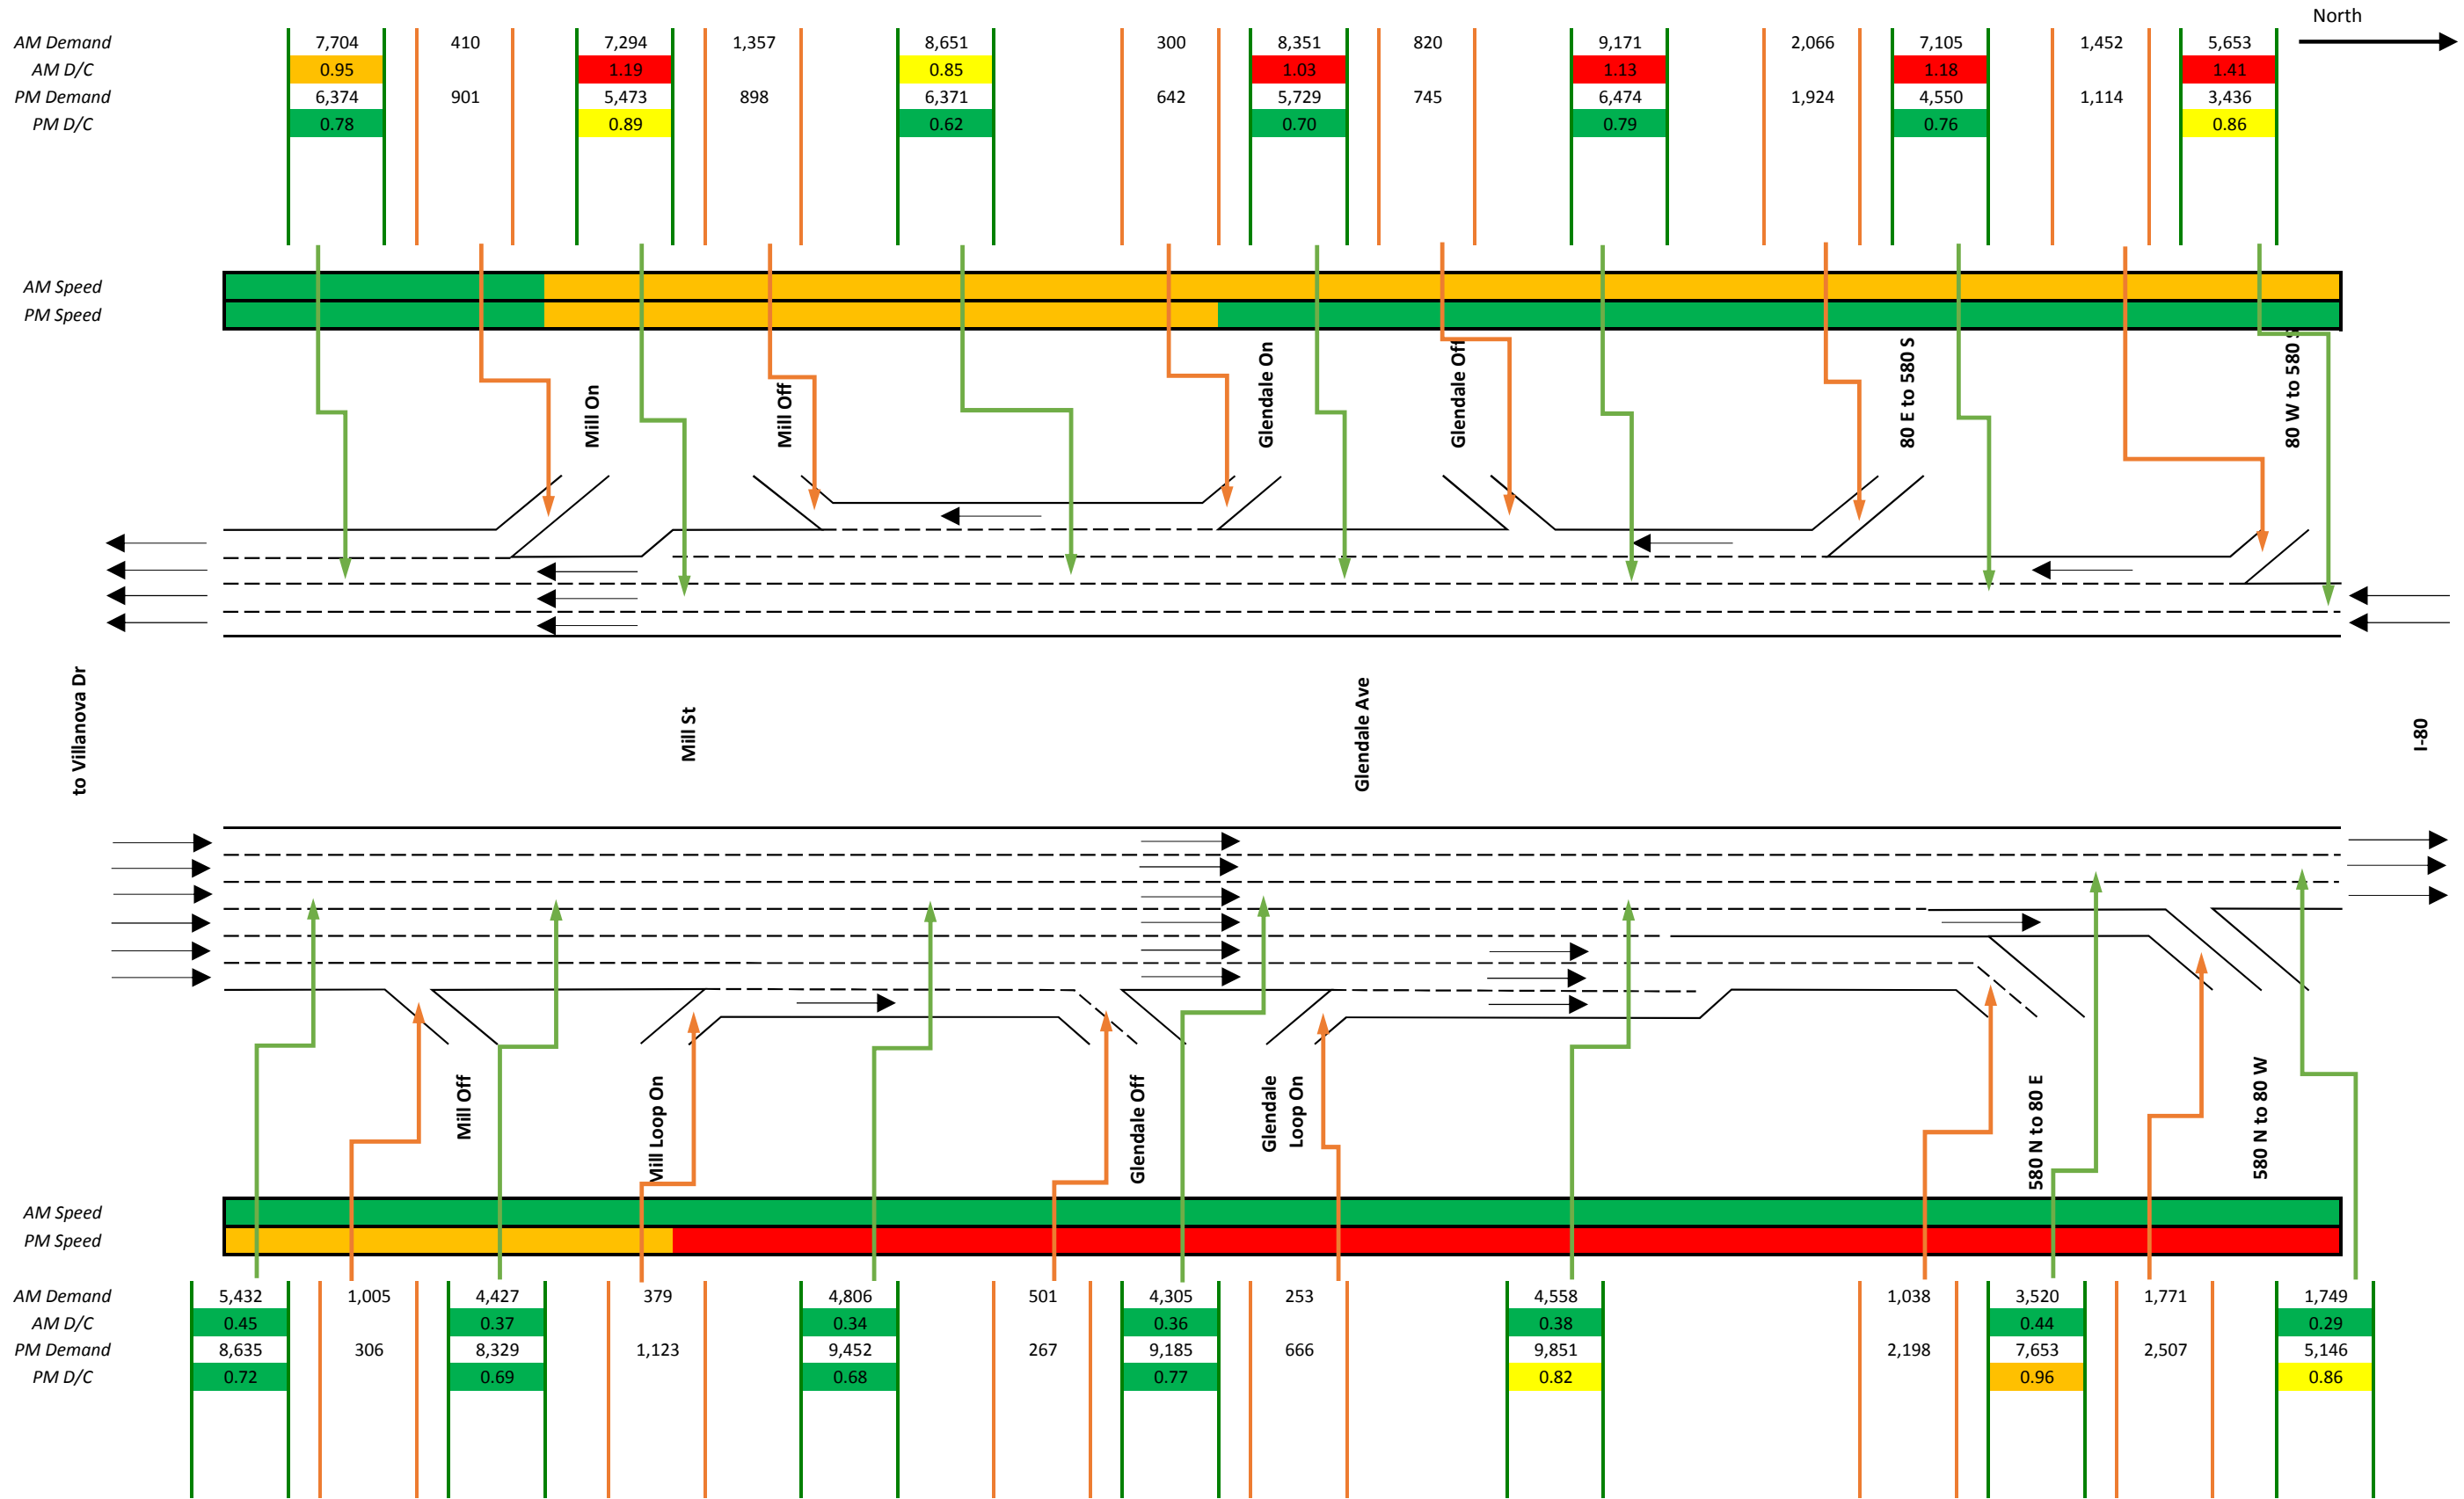 North
AM Demand 7,704 410 7,294 1,357 8,651 300 8,351 820 9,171 2,066 7,105 1,452 5,653
AM D/C 0.95 1.19 0.85 1.03 1.13 1.18 1.41
PM Demand 6,374 901 5,473 898 6,371 642 5,729 745 6,474 1,924 4,550 1,114 3,436
PM D/C 0.78 0.89 0.62 0.70 0.79 0.76 0.86
AM Speed
PM Speed
Mill On
Mill Off
Glendale On
Glendale Off
80 E to 580 S
80 W to 580
to Villanova Dr
Mill St
Glendale Ave
I-80
Mill Off
Mill Loop On
Glendale Off
Glendale
Loop On
580 N to 80 E
580 N to 80 W
AM Speed
PM Speed
AM Demand 5,432 1,005 4,427 379 4,806 501 4,305 253 4,558 1,038 3,520 1,771 1,749
AM D/C 0.45 0.37 0.34 0.36 0.38 0.44 0.29
PM Demand 8,635 306 8,329 1,123 9,452 267 9,185 666 9,851 2,198 7,653 2,507 5,146
PM D/C 0.72 0.69 0.68 0.77 0.82 0.96 0.86